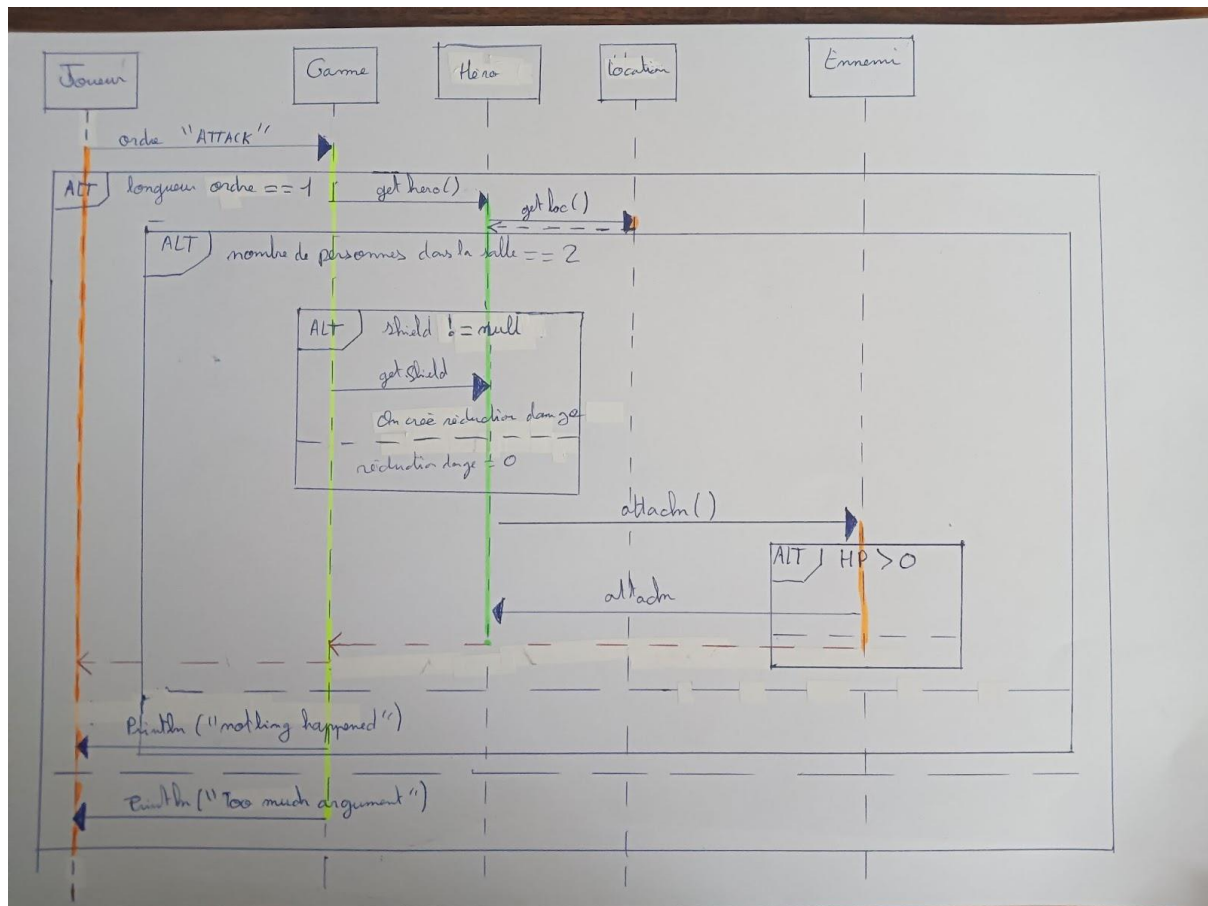 Joueur
Game
Héro
Location
Ennemi
ordre "ATTACK"
ALT longueur ordre == 1
get hero()
get loc()
ALT nombre de personnes dans la salle == 2
ALT shield != null
get shield
On creè réduction damage
réduction damge = 0
attack()
ALT HP > 0
attack
Println ("nothing happened")
Println ("Too much argument")